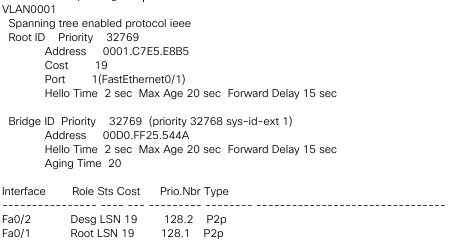 VLAN0001
Spanning tree enabled protocol ieee
Root ID Priority 32769
Address 0001.C7E5.E8B5
Cost 19
Port 1(FastEthernet0/1)
Hello Time 2 sec Max Age 20 sec Forward Delay 15 sec
Bridge ID Priority 32769 (priority 32768 sys-id-ext 1)
Address 00D0.FF25.544A
Hello Time 2 sec Max Age 20 sec Forward Delay 15 sec
Aging Time 20
Interface Role Sts Cost Prio.Nbr Type
---------------- ---- --- --------- -------- --------------------------------
Fa0/2 Desg LSN 19 128.2 P2p
Fa0/1 Root LSN 19 128.1 P2p